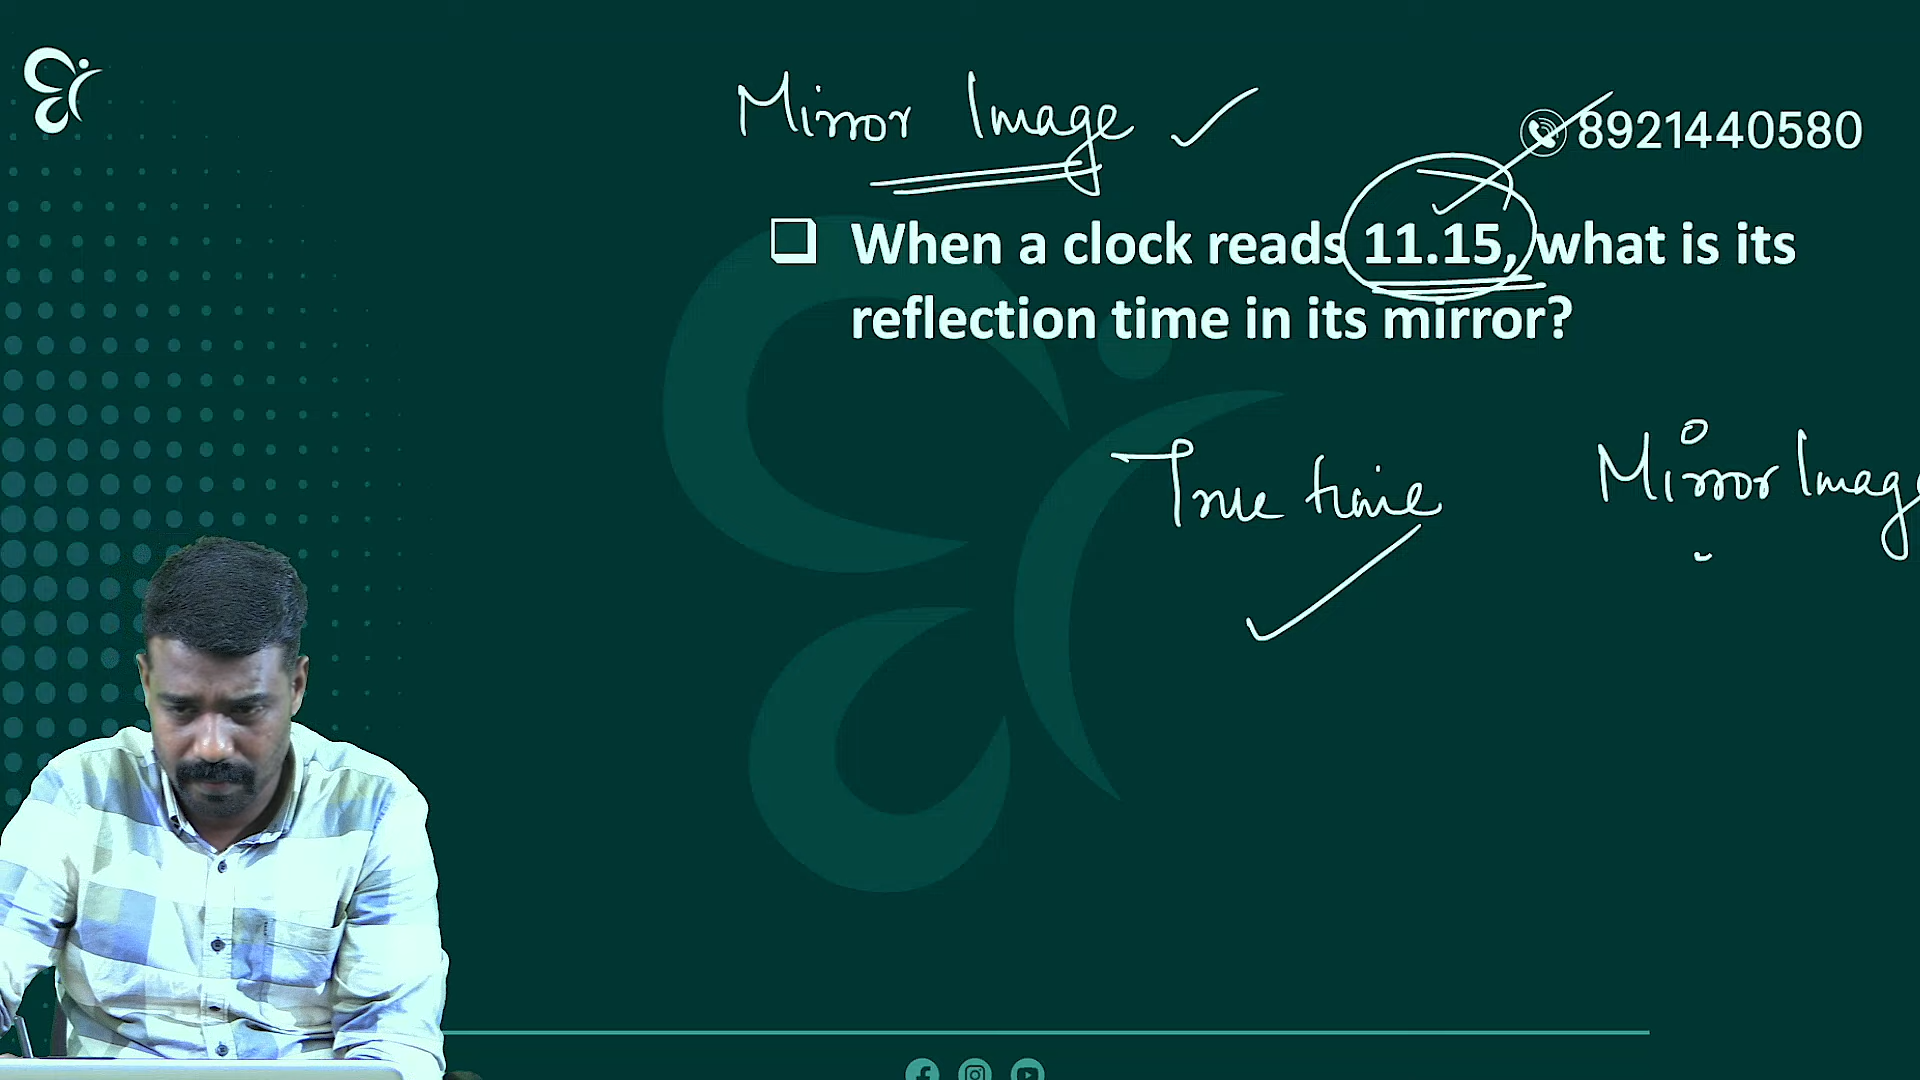 Mirror Image
8921440580
When a clock reads 11.15, what is its
reflection time in its mirror?
True time
Mirror Image